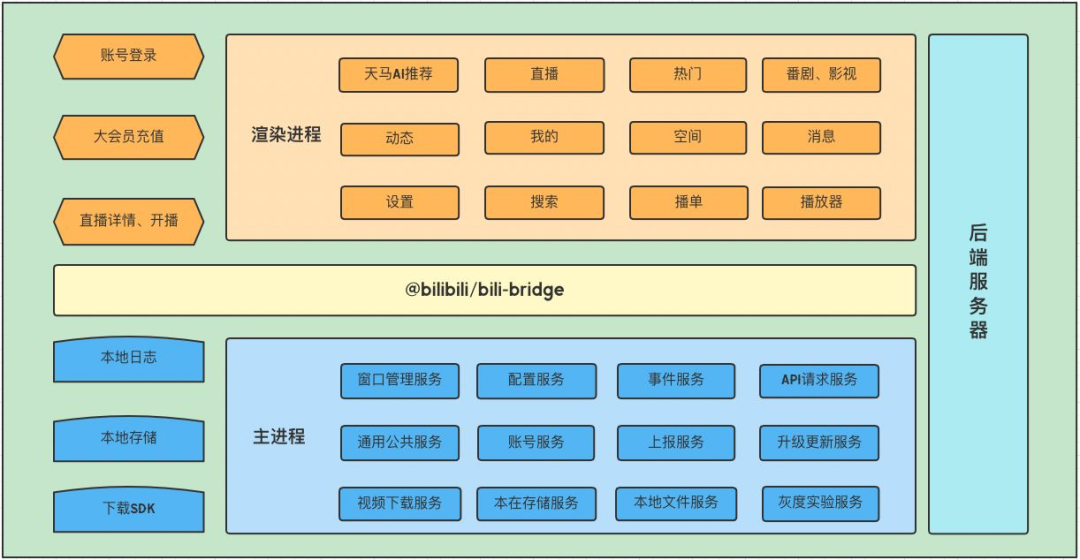 账号登录
大会员充值
直播详情、开播
渲染进程
天马AI推荐
直播
热门
番剧、影视
动态
我的
空间
消息
设置
搜索
播单
播放器
@bilibili/bili-bridge
本地日志
本地存储
下载SDK
主进程
窗口管理服务
配置服务
事件服务
API请求服务
通用公共服务
账号服务
上报服务
升级更新服务
视频下载服务
本在存储服务
本地文件服务
灰度实验服务
后端服务器